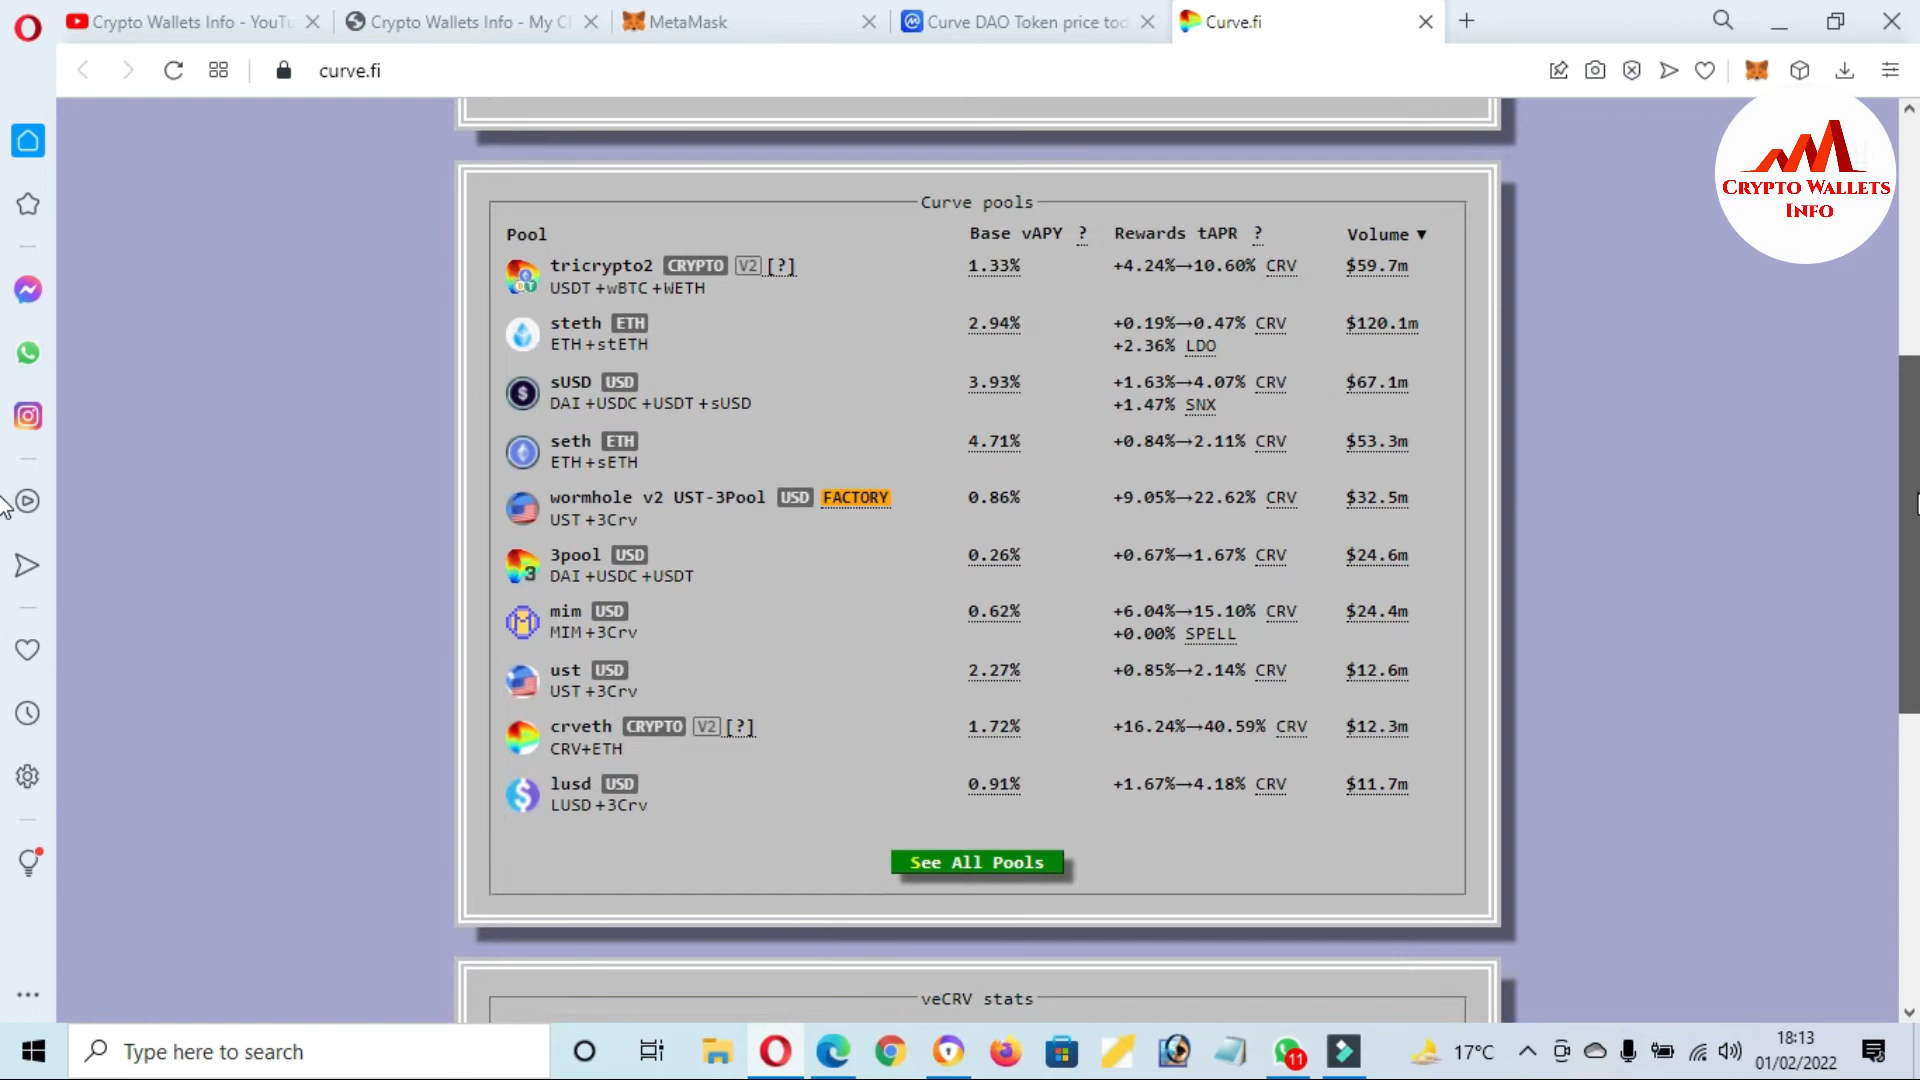 Crypto Wallets Info - YouTu
Crypto Wallets Info - My Cl
MetaMask
Curve DAO Token price tod
Curve.fi
curve.fi
CRYPTO WALLETS
INFO
Curve pools
Pool Base vAPY ? Rewards tAPR ? Volume ▼
tricrypto2 CRYPTO V2 [?] 1.33% +4.24%→10.60% CRV $59.7m
USDT +wBTC +WETH
steth ETH 2.94% +0.19%→0.47% CRV $120.1m
ETH +stETH +2.36% LDO
sUSD USD 3.93% +1.63%→4.07% CRV $67.1m
DAI +USDC +USDT +sUSD +1.47% SNX
seth ETH 4.71% +0.84%→2.11% CRV $53.3m
ETH +sETH
wormhole v2 UST-3Pool USD FACTORY 0.86% +9.05%→22.62% CRV $32.5m
UST +3Crv
3pool USD 0.26% +0.67%→1.67% CRV $24.6m
DAI +USDC +USDT
mim USD 0.62% +6.04%→15.10% CRV $24.4m
MIM +3Crv +0.00% SPELL
ust USD 2.27% +0.85%→2.14% CRV $12.6m
UST +3Crv
crveth CRYPTO V2 [?] 1.72% +16.24%→40.59% CRV $12.3m
CRV+ETH
lusd USD 0.91% +1.67%→4.18% CRV $11.7m
LUSD +3Crv
See All Pools
veCRV stats
Type here to search
11
17°C
18:13
01/02/2022